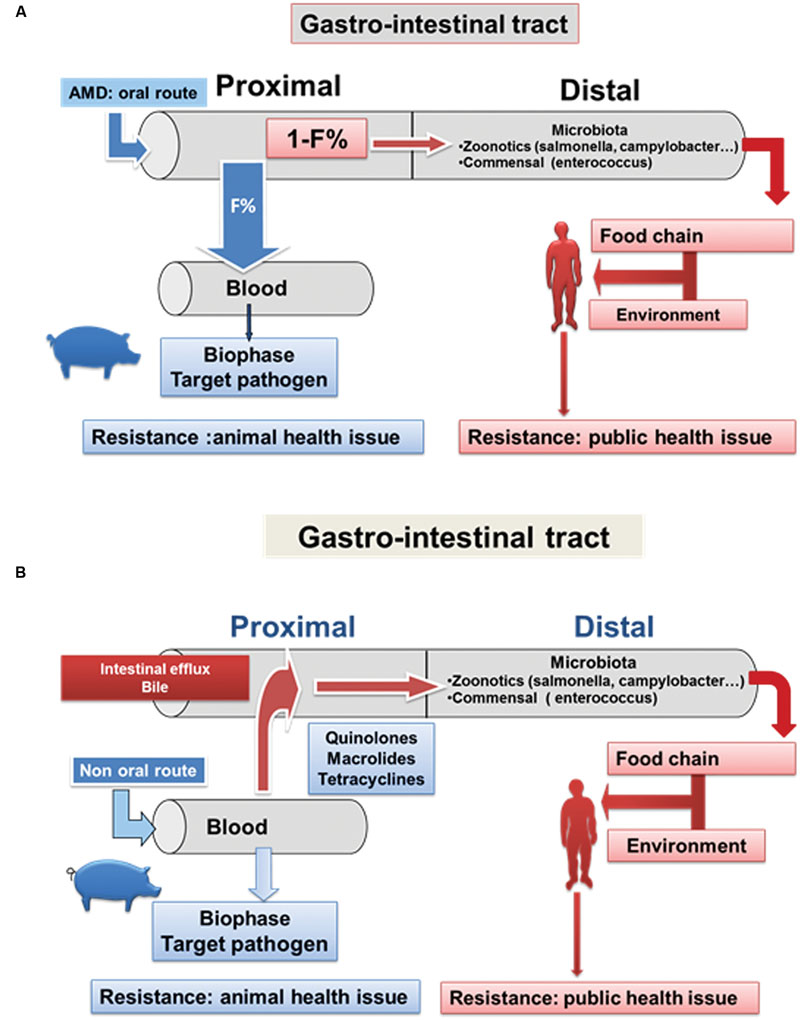 A
Gastro-intestinal tract
AMD: oral route
Proximal
Distal
1-F%
Microbiota
•Zoonotics (salmonella, campylobacter...)
•Commensal (enterococcus)
F%
Blood
Food chain
Environment
Biophase
Target pathogen
Resistance :animal health issue
Resistance: public health issue
Gastro-intestinal tract
B
Proximal
Distal
Intestinal efflux
Bile
Microbiota
•Zoonotics (salmonella, campylobacter...)
•Commensal ( enterococcus)
Quinolones
Macrolides
Tetracyclines
Non oral route
Blood
Food chain
Environment
Biophase
Target pathogen
Resistance: animal health issue
Resistance: public health issue